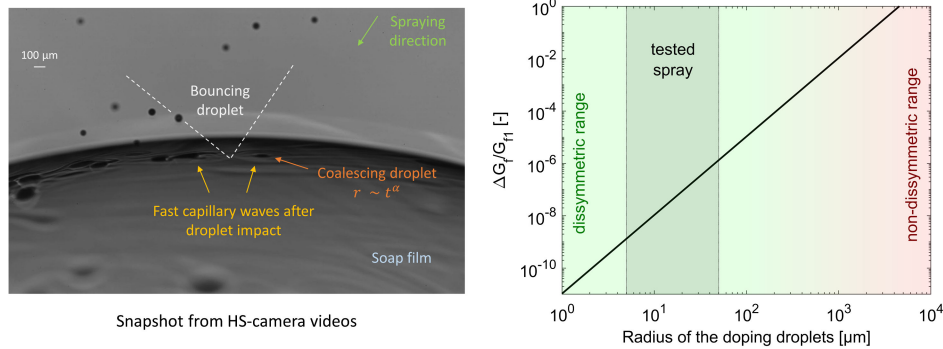 Spraying
direction
100 μm
Bouncing
droplet
Coalescing droplet
r ~ t^α
Fast capillary waves after
droplet impact
Soap film
Snapshot from HS-camera videos
10^0
10^-2
10^-4
10^-6
10^-8
10^-10
ΔG_f/G_f1 [-]
dissymmetric range
tested
spray
non-dissymmetric range
10^0
10^1
10^2
10^3
10^4
Radius of the doping droplets [μm]